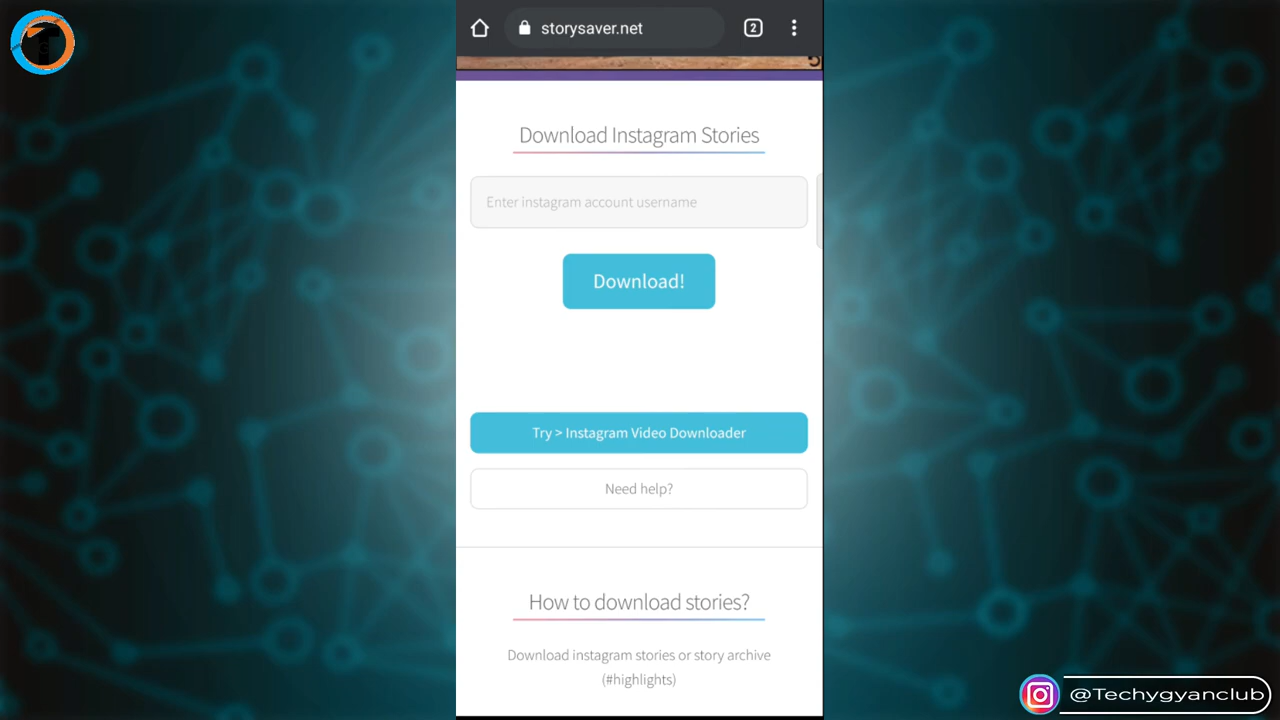 storysaver.net
2
Download Instagram Stories
Enter instagram account username
Download!
Try > Instagram Video Downloader
Need help?
How to download stories?
Download instagram stories or story archive
(#highlights)
@Techygyanclub